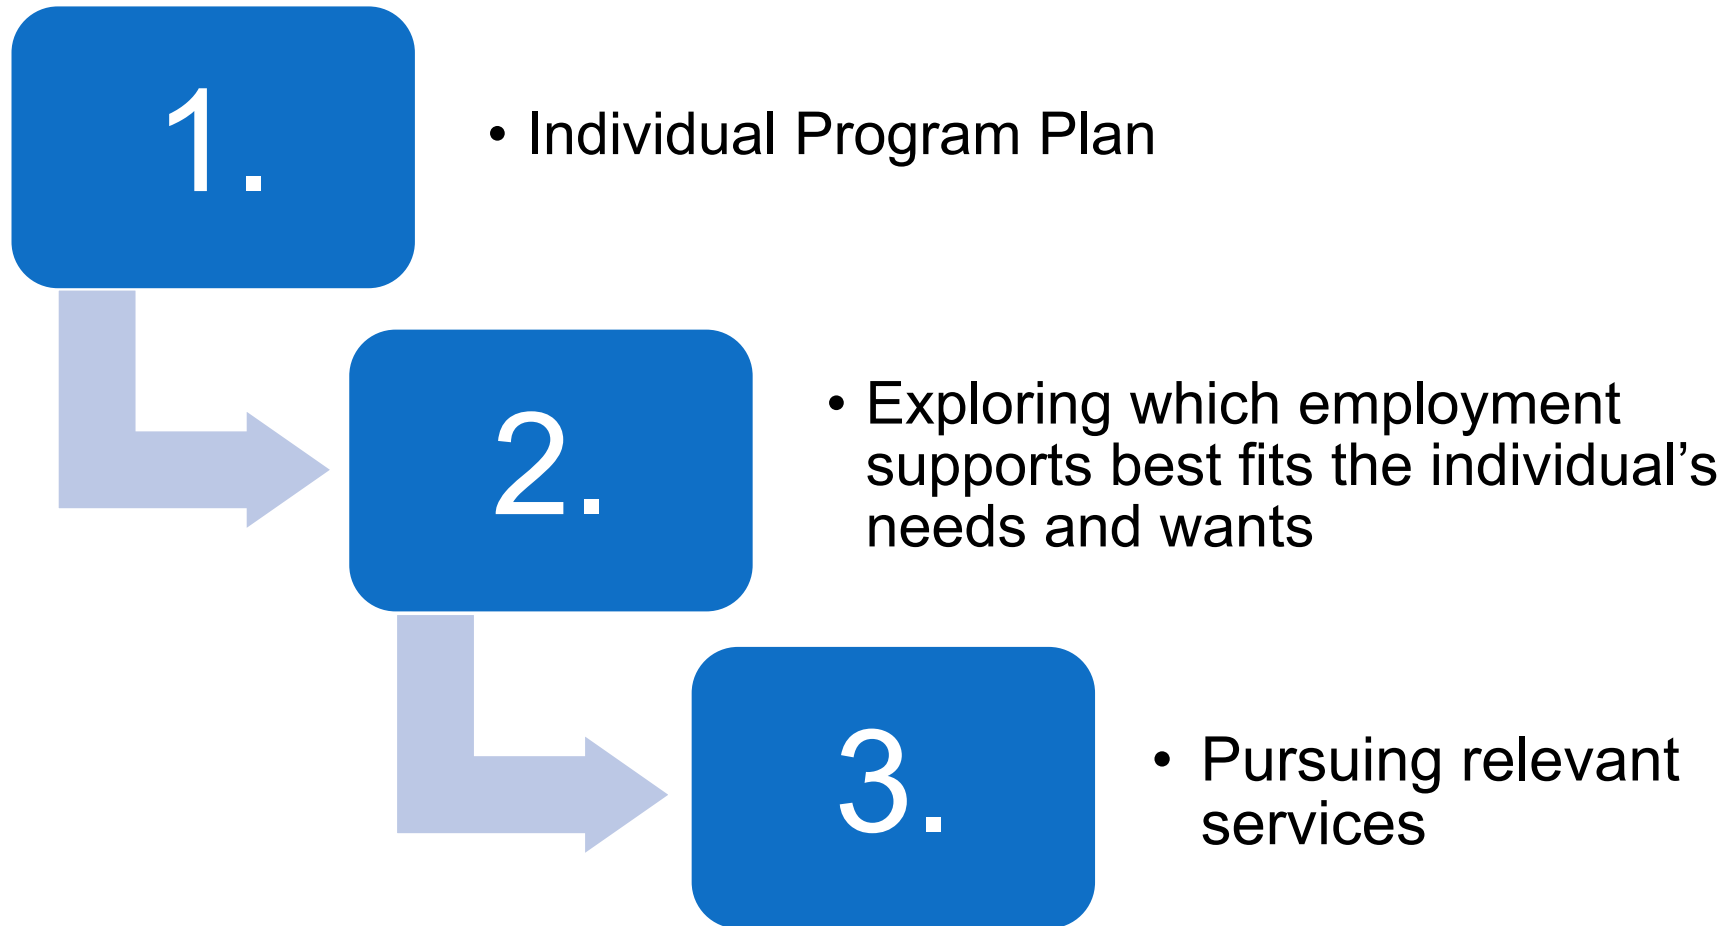 1.
• Individual Program Plan
2.
• Exploring which employment
supports best fits the individual’s
needs and wants
3.
• Pursuing relevant
services